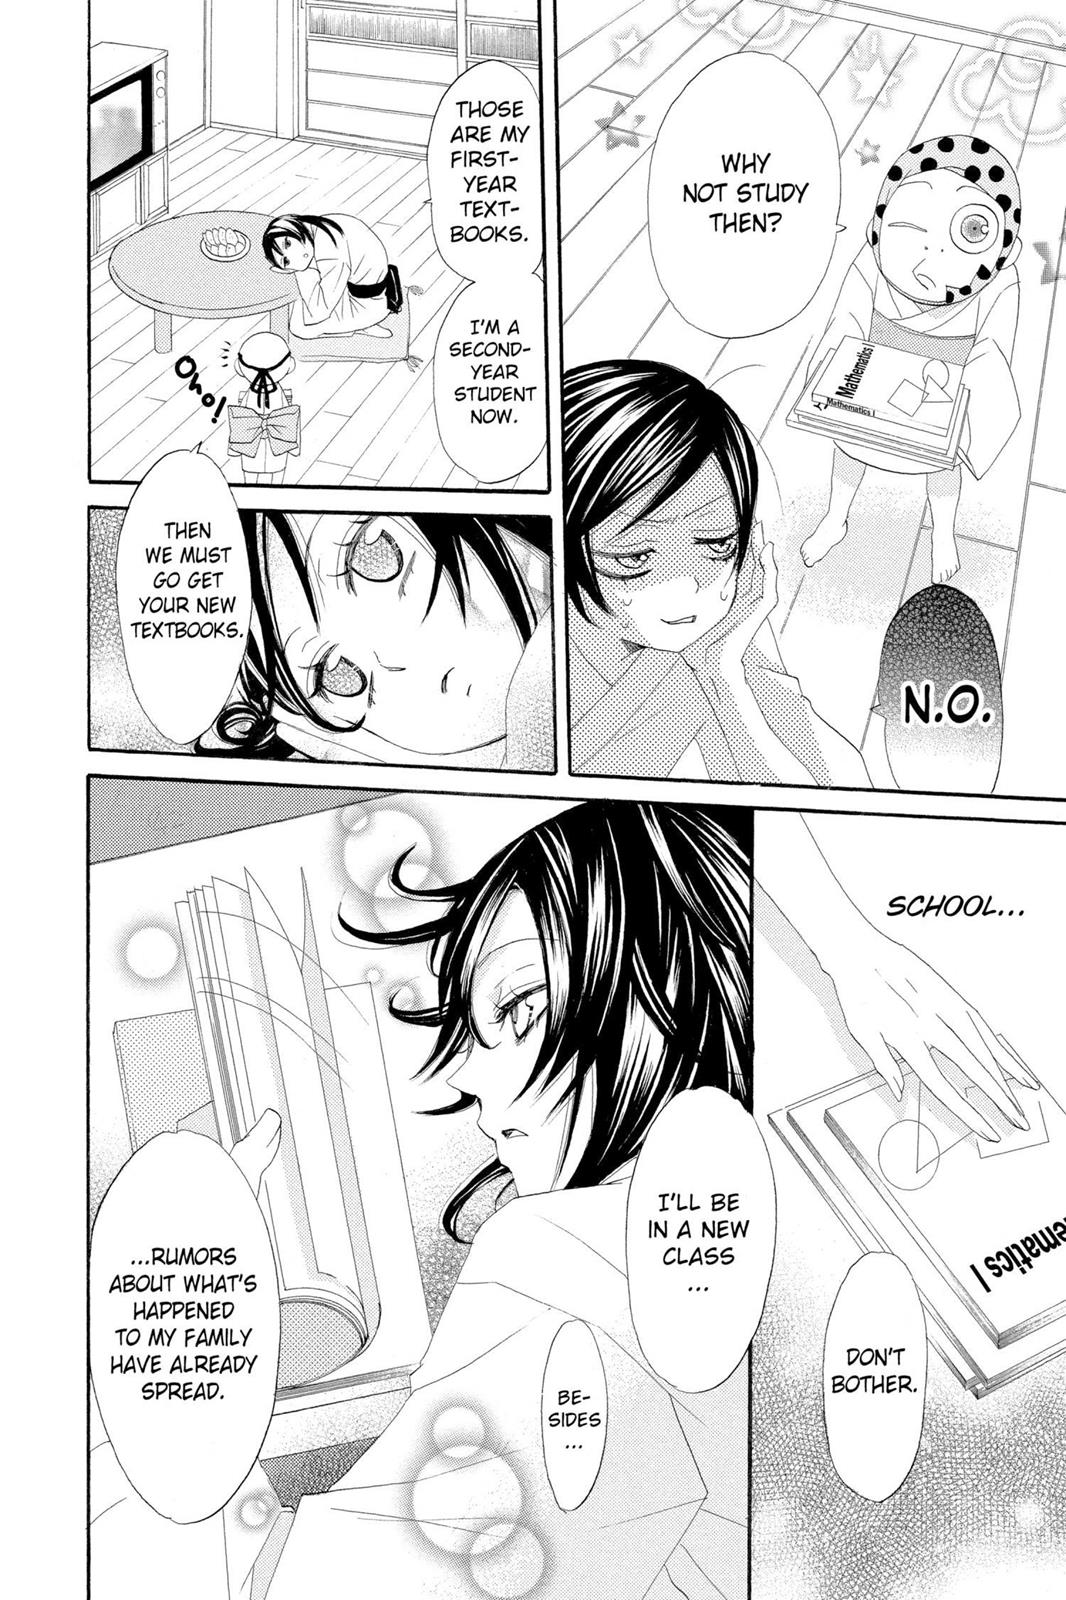 WHY
NOT STUDY
THEN?
Mathematics I
Mathematics I
N.O.
THOSE
ARE MY
FIRST-
YEAR
TEXT-
BOOKS.
I'M A
SECOND-
YEAR
STUDENT
NOW.
Oho!
THEN
WE MUST
GO GET
YOUR NEW
TEXTBOOKS.
SCHOOL...
ematics I
DON'T
BOTHER.
I'LL BE
IN A NEW
CLASS
...
BE-
SIDES
...
...RUMORS
ABOUT WHAT'S
HAPPENED
TO MY FAMILY
HAVE ALREADY
SPREAD.